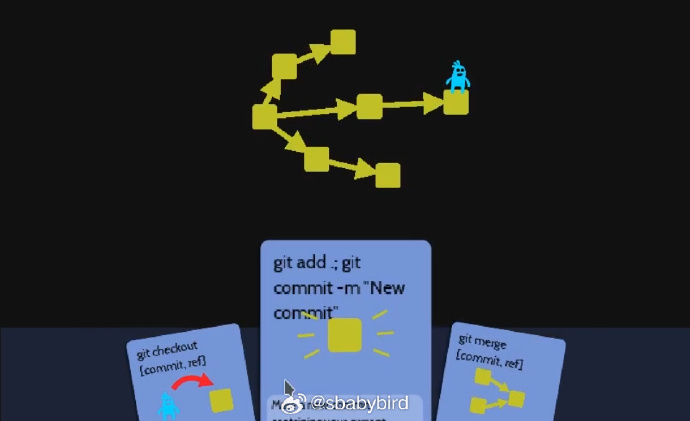 git add .; git
commit -m "New
commit"
git checkout
[commit, ref]
git merge
[commit, ref]
@sbabybird